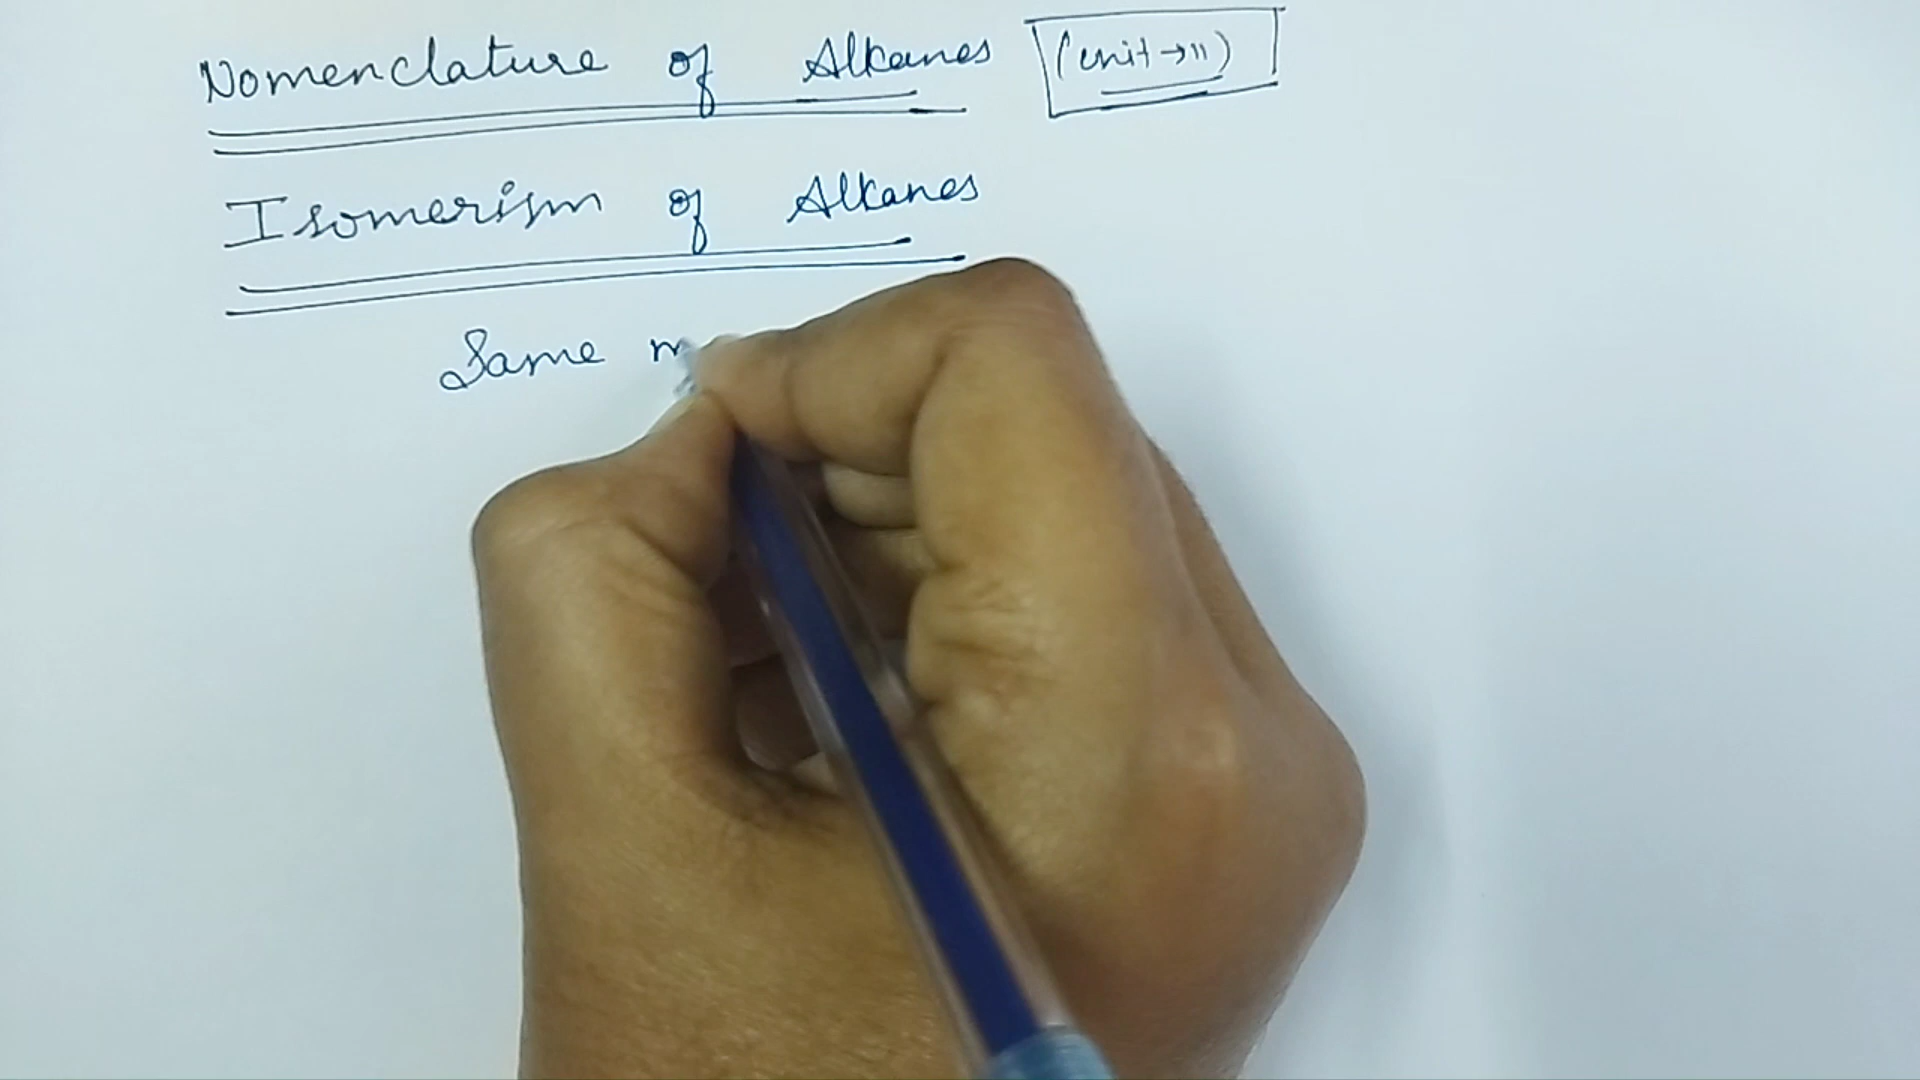 Nomenclature of Alkanes (unit → 11)
Isomerism of Alkanes
Same m